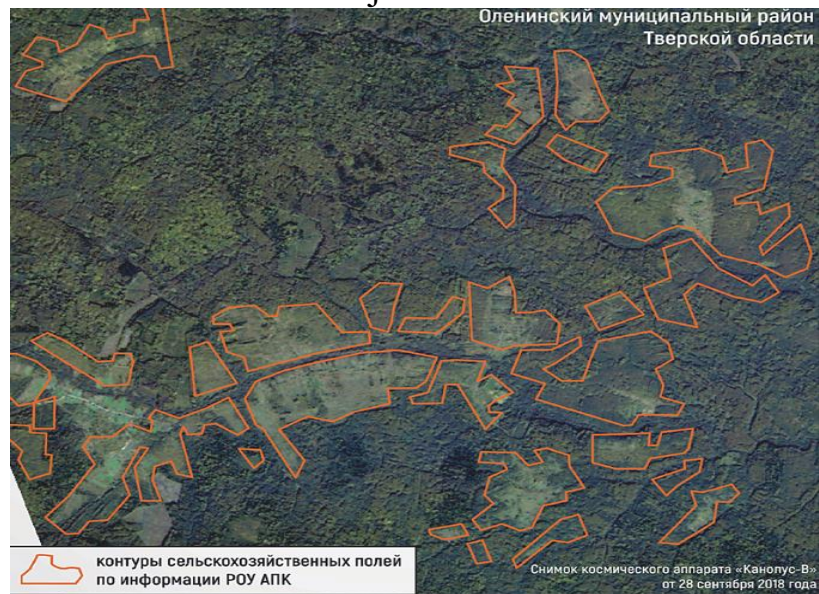 Оленинский муниципальный район
Тверской области
контуры сельскохозяйственных полей
по информации РОУ АПК
Снимок космического аппарата «Канопус-В»
от 28 сентября 2018 года